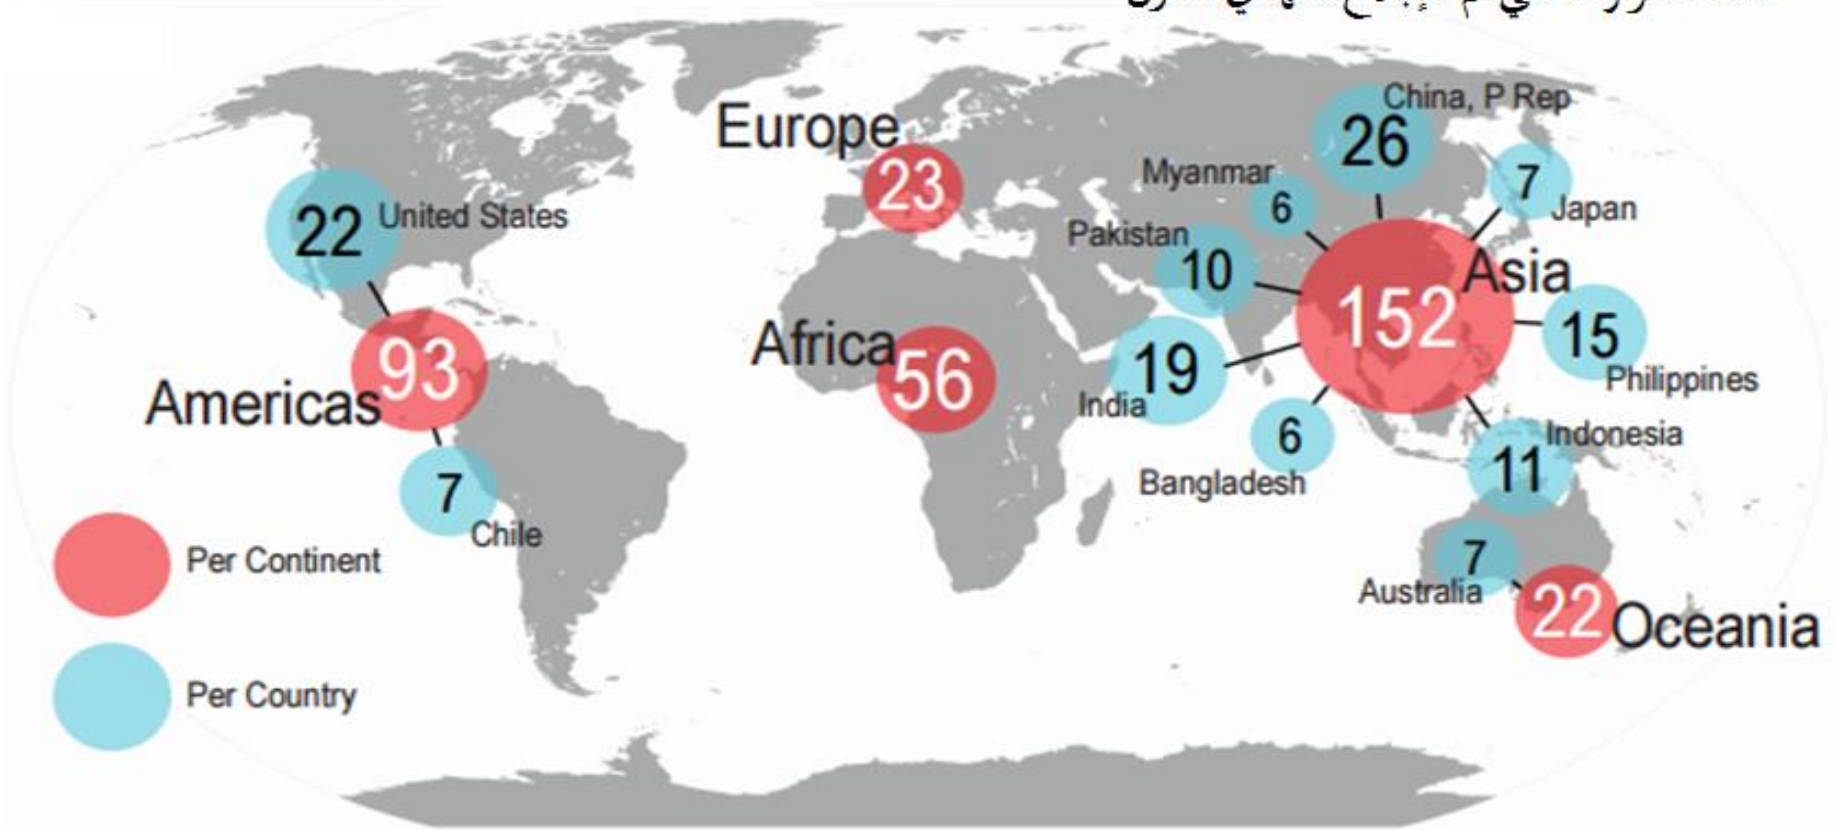 China, P Rep
26
Europe
23
Myanmar
6
7
Japan
22
United States
Pakistan
10
Asia
152
15
Philippines
Africa
56
19
India
93
Americas
6
Bangladesh
Indonesia
11
7
Chile
7
Australia
22
Oceania
Per Continent
Per Country